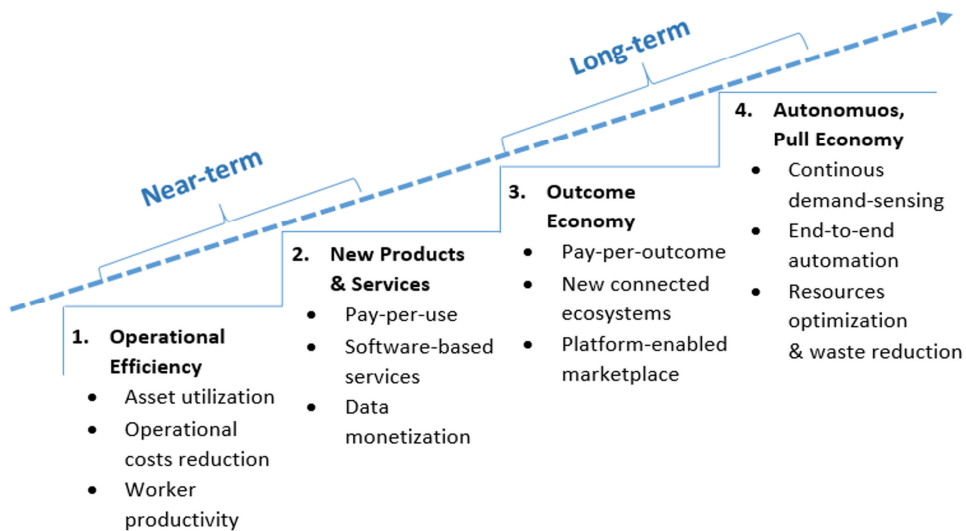 Near-term
Long-term
1. Operational
Efficiency
• Asset utilization
• Operational
costs reduction
• Worker
productivity
2. New Products
& Services
• Pay-per-use
• Software-based
services
• Data
monetization
3. Outcome
Economy
• Pay-per-outcome
• New connected
ecosystems
• Platform-enabled
marketplace
4. Autonomuos,
Pull Economy
• Continous
demand-sensing
• End-to-end
automation
• Resources
optimization
& waste reduction